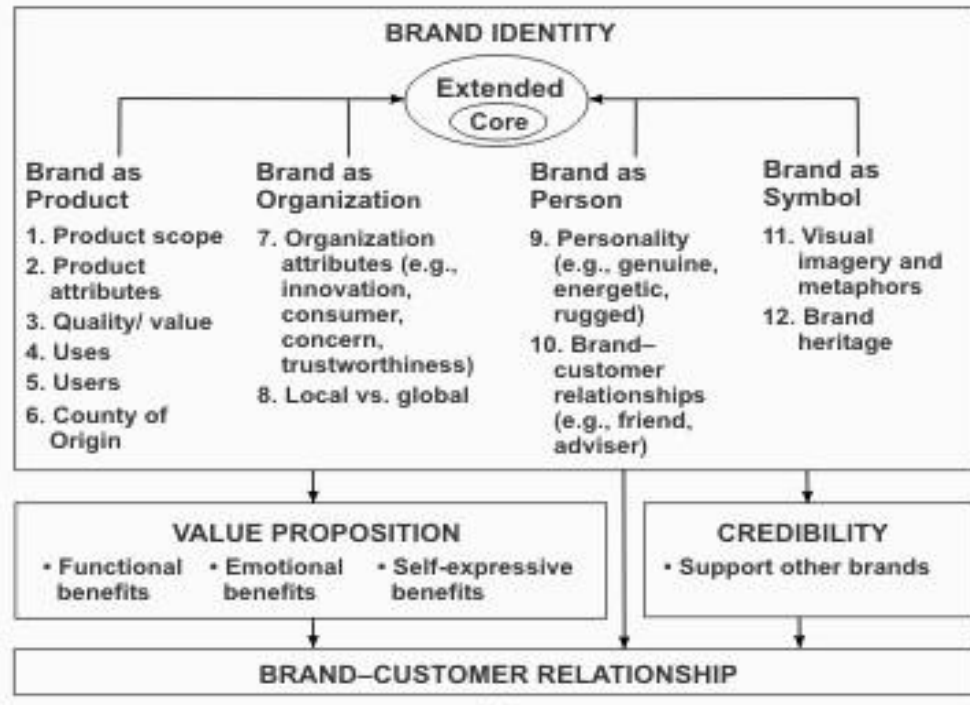 BRAND IDENTITY
Extended
Core
Brand as
Product
1. Product scope
2. Product
attributes
3. Quality/ value
4. Uses
5. Users
6. County of
Origin
Brand as
Organization
7. Organization
attributes (e.g.,
innovation,
consumer,
concern,
trustworthiness)
8. Local vs. global
Brand as
Person
9. Personality
(e.g., genuine,
energetic,
rugged)
10. Brand–
customer
relationships
(e.g., friend,
adviser)
Brand as
Symbol
11. Visual
imagery and
metaphors
12. Brand
heritage
VALUE PROPOSITION
• Functional
benefits
• Emotional
benefits
• Self-expressive
benefits
CREDIBILITY
• Support other brands
BRAND–CUSTOMER RELATIONSHIP